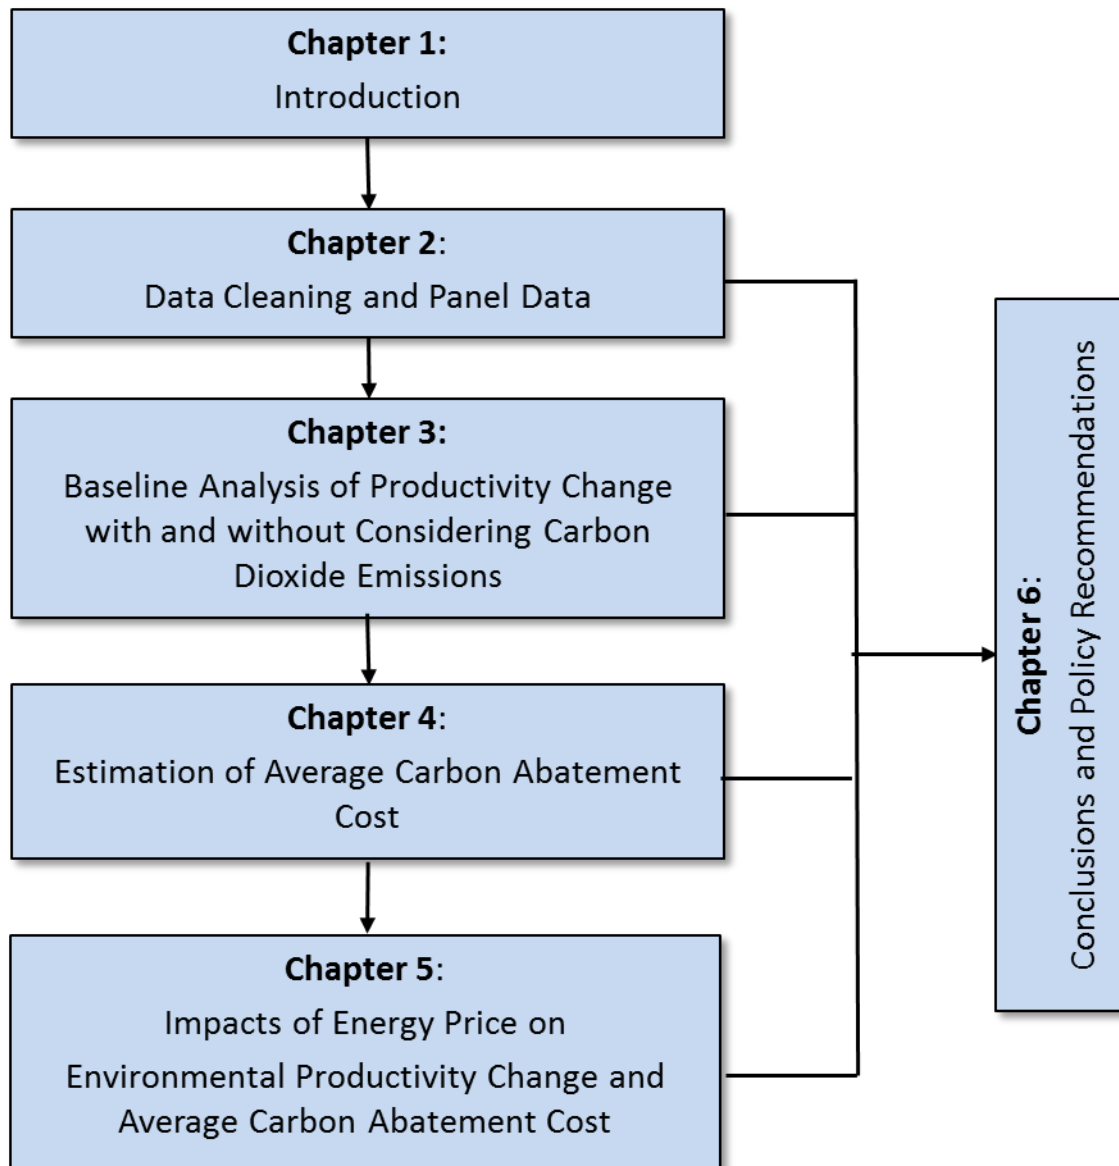 Chapter 1:
Introduction
Chapter 2:
Data Cleaning and Panel Data
Chapter 3:
Baseline Analysis of Productivity Change
with and without Considering Carbon
Dioxide Emissions
Chapter 4:
Estimation of Average Carbon Abatement
Cost
Chapter 5:
Impacts of Energy Price on
Environmental Productivity Change and
Average Carbon Abatement Cost
Chapter 6:
Conclusions and Policy Recommendations